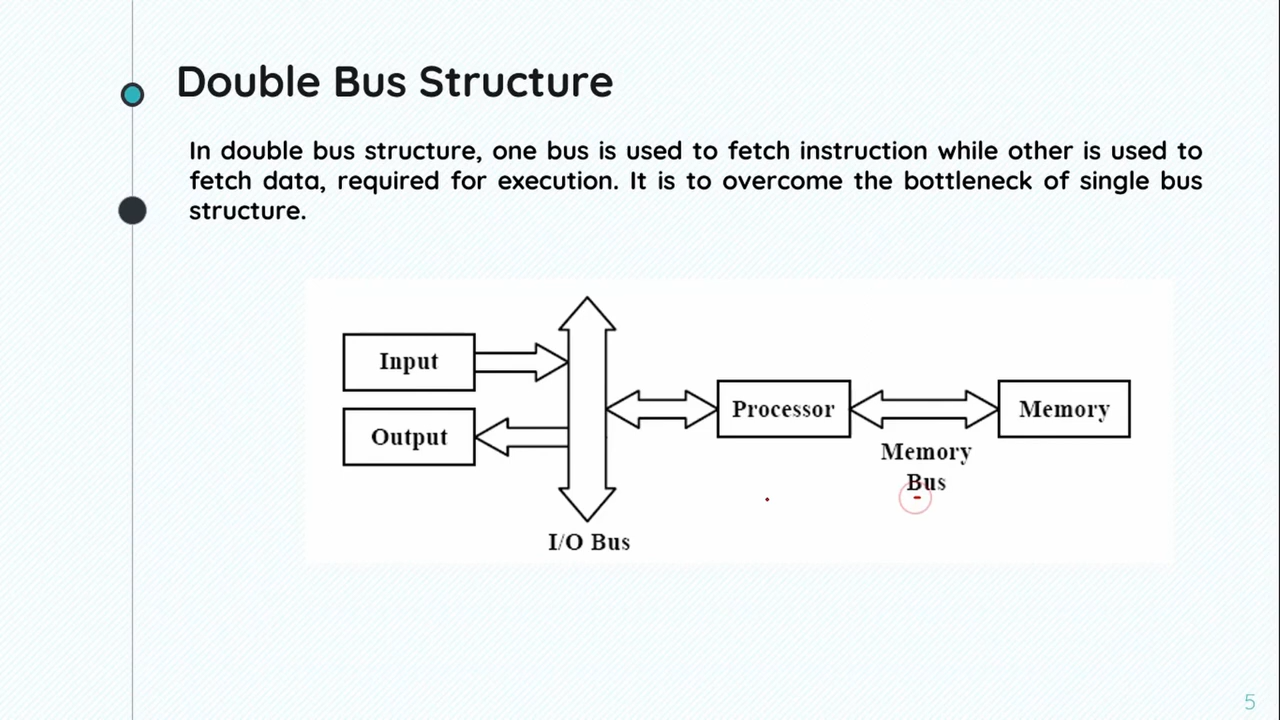 Double Bus Structure
In double bus structure, one bus is used to fetch instruction while other is used to
fetch data, required for execution. It is to overcome the bottleneck of single bus
structure.
Input
Output
Processor
Memory
Memory
Bus
I/O Bus
5